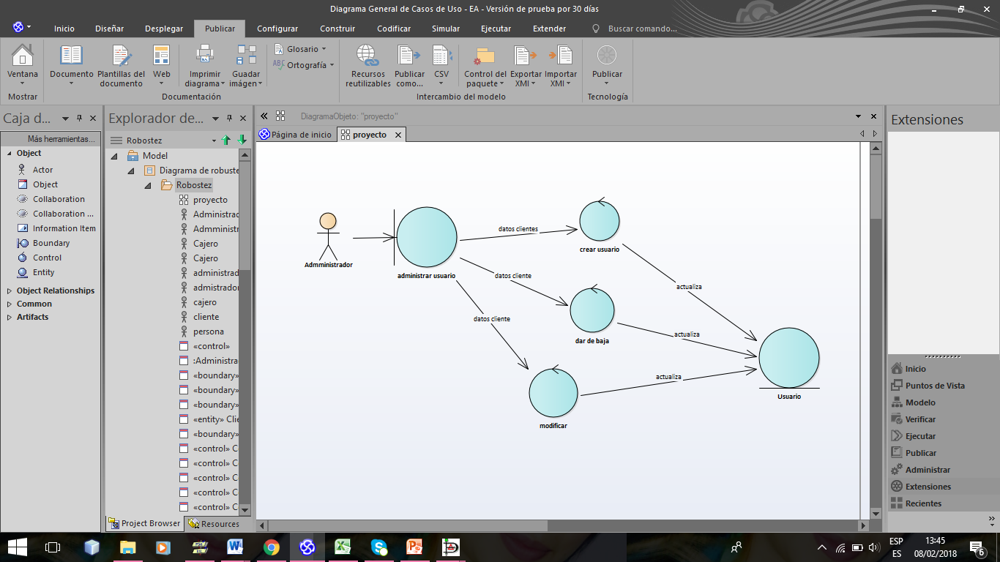 Diagrama General de Casos de Uso - EA - Versión de prueba por 30 días
Inicio Diseñar Desplegar Publicar Configurar Construir Codificar Simular Ejecutar Extender Buscar comando...
Ventana
Mostrar
Documento
Plantillas del documento
Web
Imprimir diagrama
Guadar imágen
Glosario
Ortografía
Documentación
Recursos reutilizables
Publicar como...
CSV
Control del paquete
Exportar XMI
Importar XMI
Intercambio del modelo
Publicar
Tecnología
Caja d...
Más herramientas...
Object
Actor
Object
Collaboration
Collaboration ...
Information Item
Boundary
Control
Entity
Object Relationships
Common
Artifacts
Explorador de...
Robostez
Model
Diagrama de robuste
Robostez
proyecto
Administrad
Admministr
Cajero
Cajero
administrad
admistrador
cajero
cliente
persona
«control»
:Administra
«boundary»
«boundary»
«boundary»
«entity» Clie
«boundary»
«control» C
«control» C
«control» C
«control» C
«control» C
Project Browser Resources
DiagramaObjeto: "proyecto"
Página de inicio proyecto
Admministrador
administrar usuario
datos clientes
crear usuario
datos cliente
dar de baja
datos cliente
modificar
actualiza
actualiza
actualiza
Usuario
Extensiones
Inicio
Puntos de Vista
Modelo
Verificar
Ejecutar
Publicar
Administrar
Extensiones
Recientes
ESP
ES
13:45
08/02/2018
6